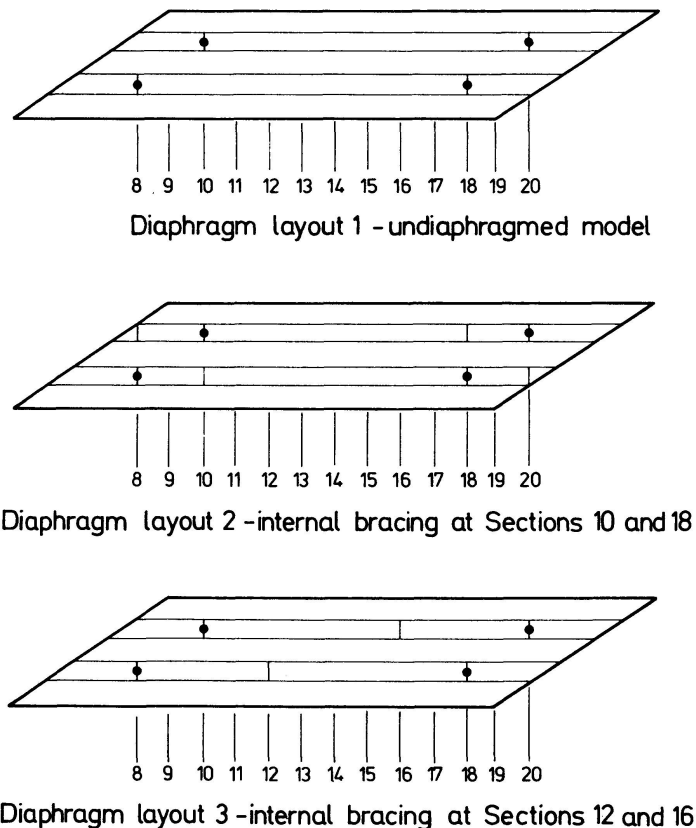 8 9 10 11 12 13 14 15 16 17 18 19 20
Diaphragm layout 1 - undiaphragmed model
8 9 10 11 12 13 14 15 16 17 18 19 20
Diaphragm layout 2 - internal bracing at Sections 10 and 18
8 9 10 11 12 13 14 15 16 17 18 19 20
Diaphragm layout 3 - internal bracing at Sections 12 and 16